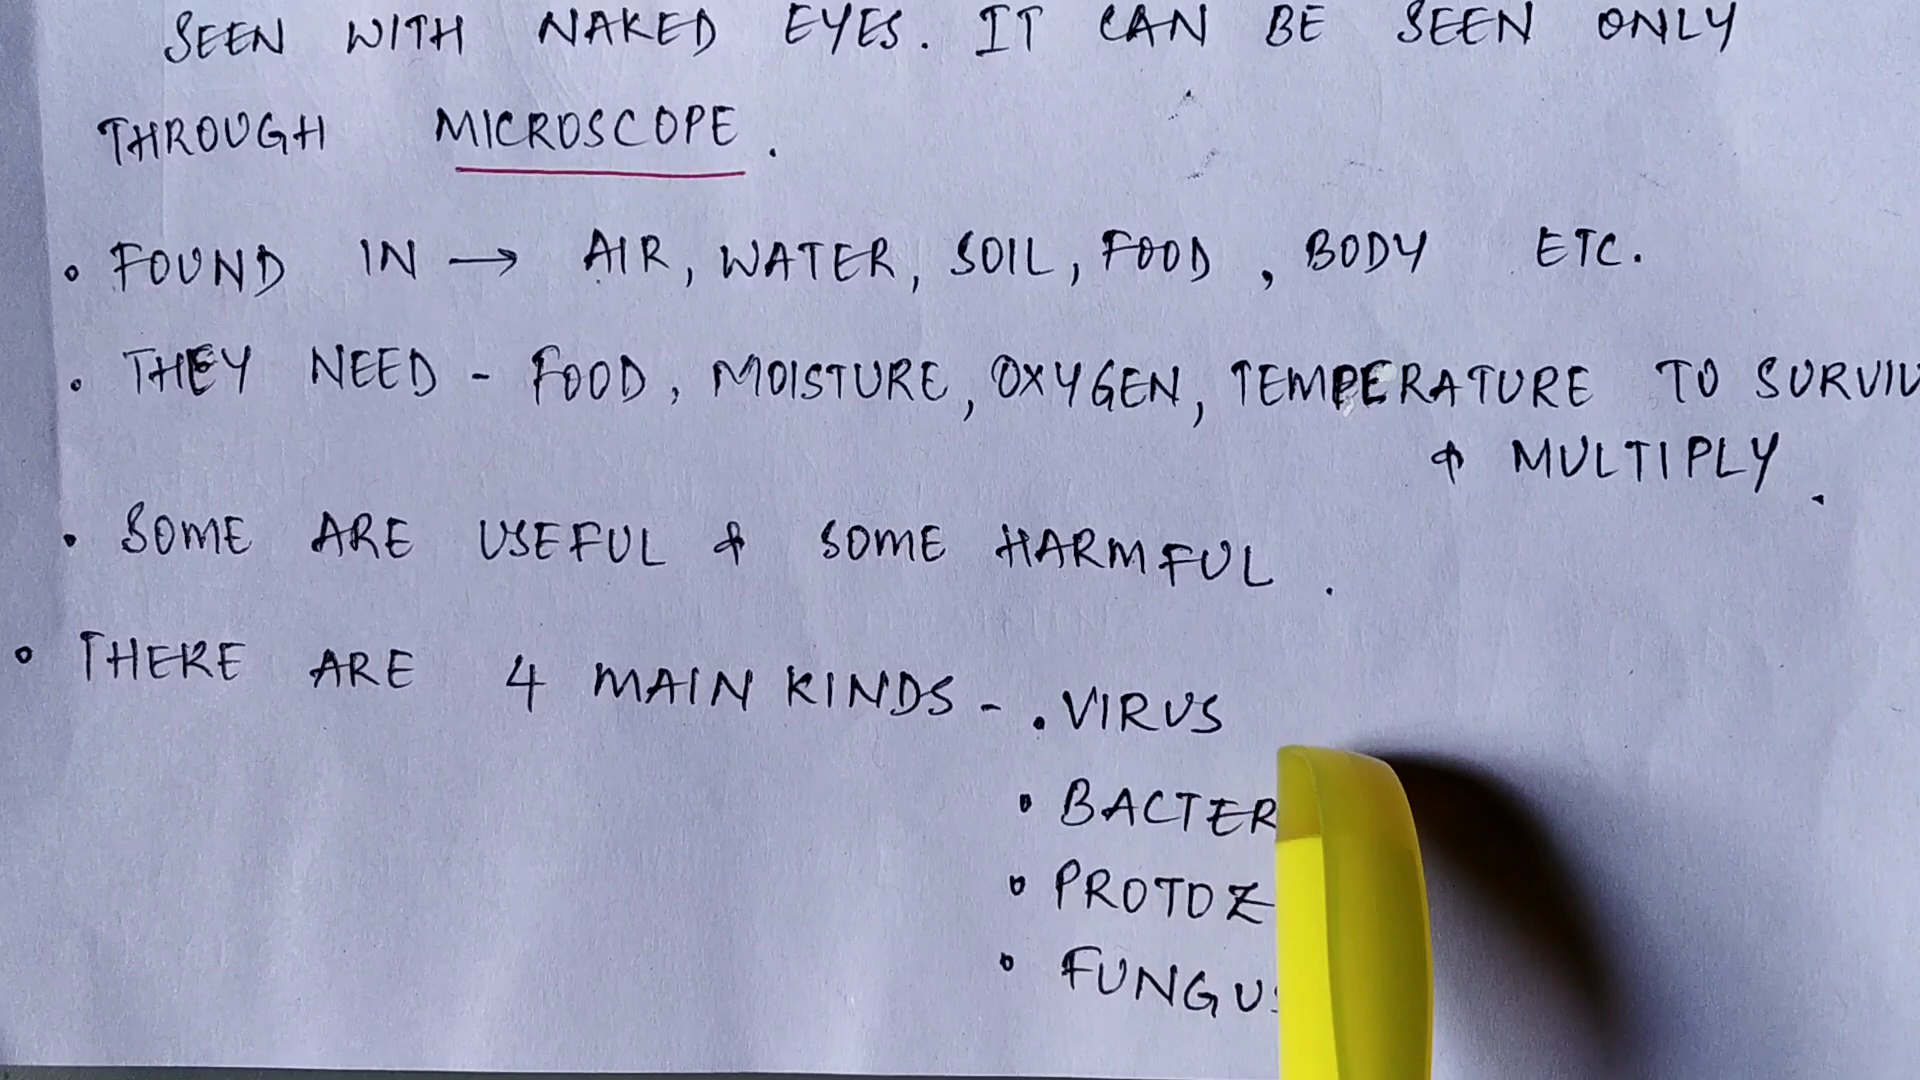 SEEN WITH NAKED EYES. IT CAN BE SEEN ONLY
THROUGH MICROSCOPE.
• FOUND IN → AIR, WATER, SOIL, FOOD, BODY ETC.
• THEY NEED - FOOD, MOISTURE, OXYGEN, TEMPERATURE TO SURVIV
& MULTIPLY.
• SOME ARE USEFUL & SOME HARMFUL.
• THERE ARE 4 MAIN KINDS - • VIRUS
• BACTER
• PROTOZ
• FUNGUS